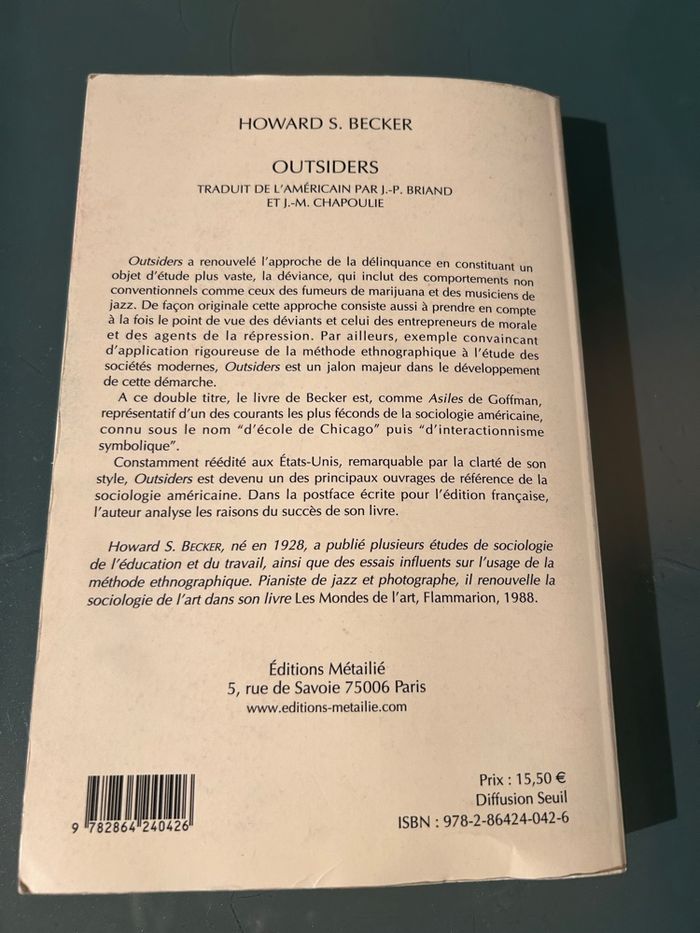 HOWARD S. BECKER
OUTSIDERS
TRADUIT DE L'AMÉRICAIN PAR J.-P. BRIAND
ET J.-M. CHAPOULIE
Outsiders a renouvelé l'approche de la délinquance en constituant un
objet d'étude plus vaste, la déviance, qui inclut des comportements non
conventionnels comme ceux des fumeurs de marijuana et des musiciens de
jazz. De façon originale cette approche consiste aussi à prendre en compte
à la fois le point de vue des déviants et celui des entrepreneurs de morale
et des agents de la répression. Par ailleurs, exemple convaincant
d'application rigoureuse de la méthode ethnographique à l'étude des
sociétés modernes, Outsiders est un jalon majeur dans le développement
de cette démarche.
A ce double titre, le livre de Becker est, comme Asiles de Goffman,
représentatif d'un des courants les plus féconds de la sociologie américaine,
connu sous le nom "d'école de Chicago" puis "d'interactionnisme
symbolique".
Constamment réédité aux États-Unis, remarquable par la clarté de son
style, Outsiders est devenu un des principaux ouvrages de référence de la
sociologie américaine. Dans la postface écrite pour l'édition française,
l'auteur analyse les raisons du succès de son livre.
Howard S. BECKER, né en 1928, a publié plusieurs études de sociologie
de l'éducation et du travail, ainsi que des essais influents sur l'usage de la
méthode ethnographique. Pianiste de jazz et photographe, il renouvelle la
sociologie de l'art dans son livre Les Mondes de l'art, Flammarion, 1988.
Éditions Métailié
5, rue de Savoie 75006 Paris
www.editions-metailie.com
Prix : 15,50 €
Diffusion Seuil
ISBN : 978-2-86424-042-6
9 782864 240426